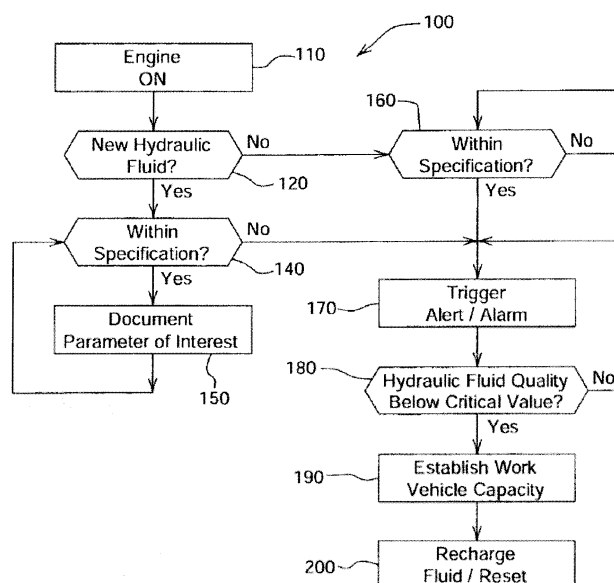 100
Engine
ON
110
New Hydraulic
Fluid?
No
120
Yes
Within
Specification?
No
140
Yes
Document
Parameter of Interest
150
160
Within
Specification?
No
Yes
170
Trigger
Alert / Alarm
180
Hydraulic Fluid Quality
Below Critical Value?
No
Yes
190
Establish Work
Vehicle Capacity
200
Recharge
Fluid / Reset